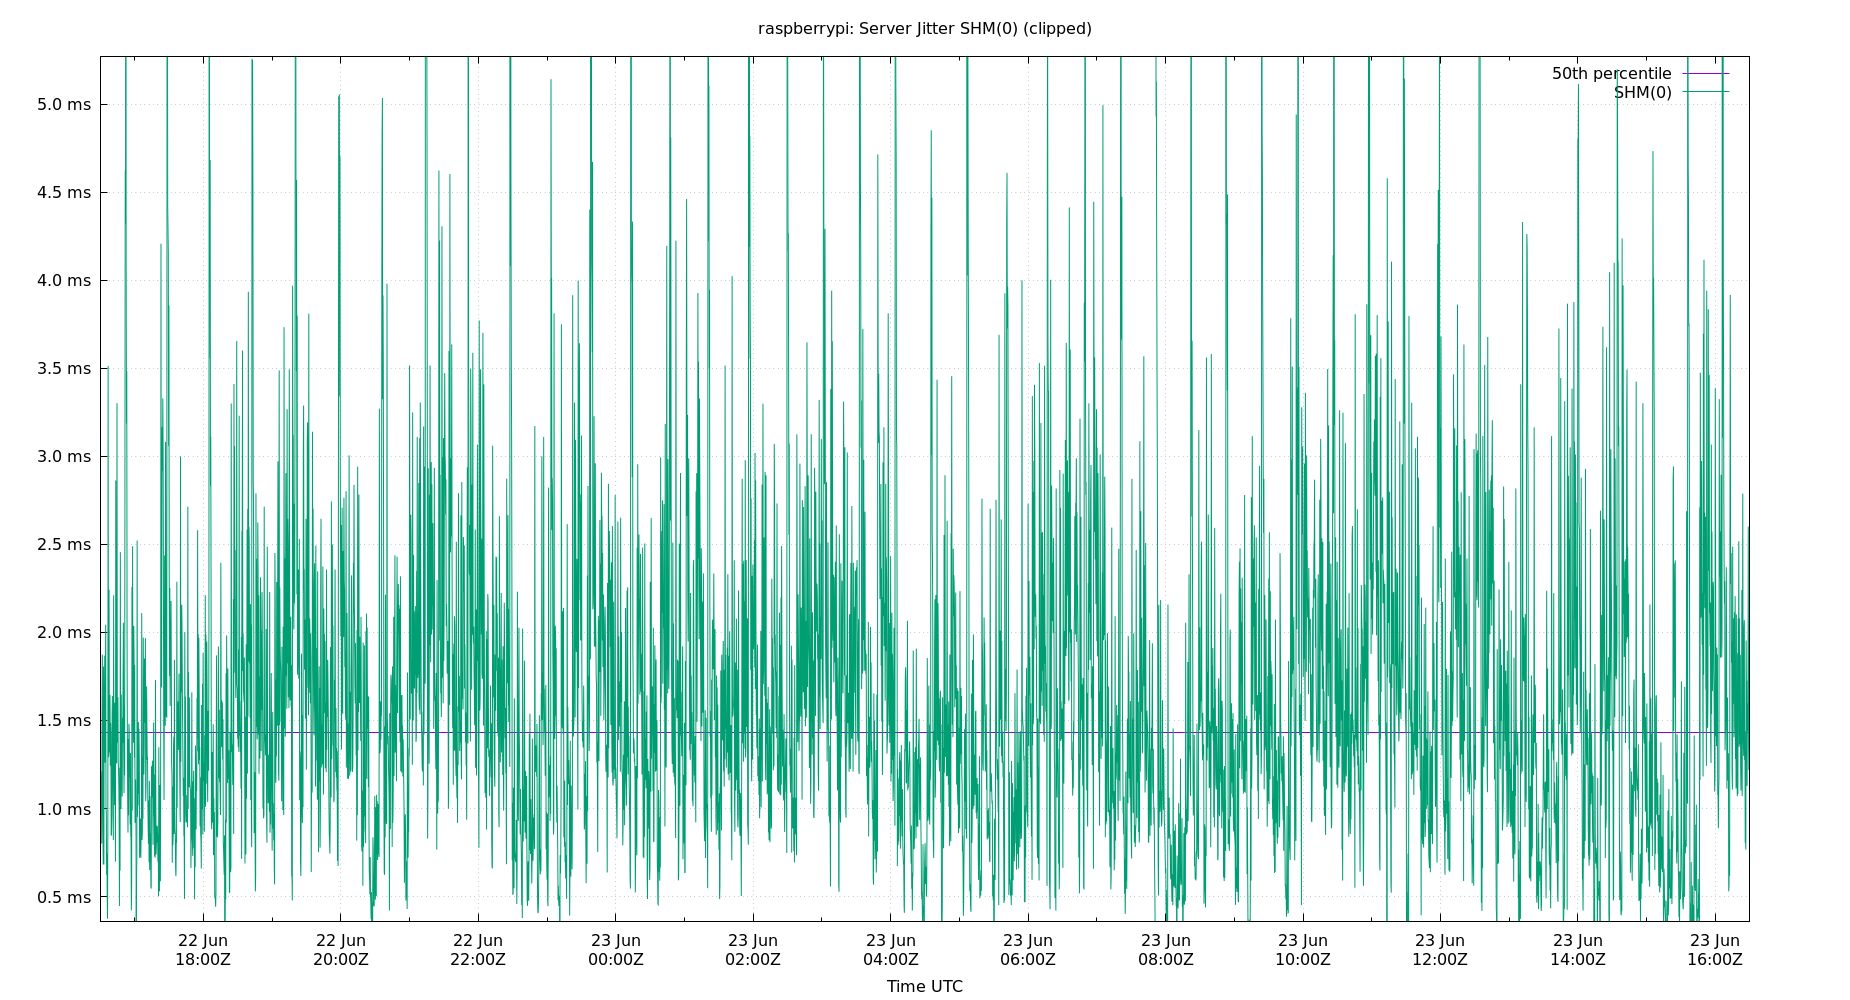 raspberrypi: Server Jitter SHM(0) (clipped)
50th percentile
SHM(0)
5.0 ms
4.5 ms
4.0 ms
3.5 ms
3.0 ms
2.5 ms
2.0 ms
1.5 ms
1.0 ms
0.5 ms
22 Jun 22 Jun 22 Jun 23 Jun 23 Jun 23 Jun 23 Jun 23 Jun 23 Jun 23 Jun 23 Jun 23 Jun
18:00Z 20:00Z 22:00Z 00:00Z 02:00Z 04:00Z 06:00Z 08:00Z 10:00Z 12:00Z 14:00Z 16:00Z
Time UTC